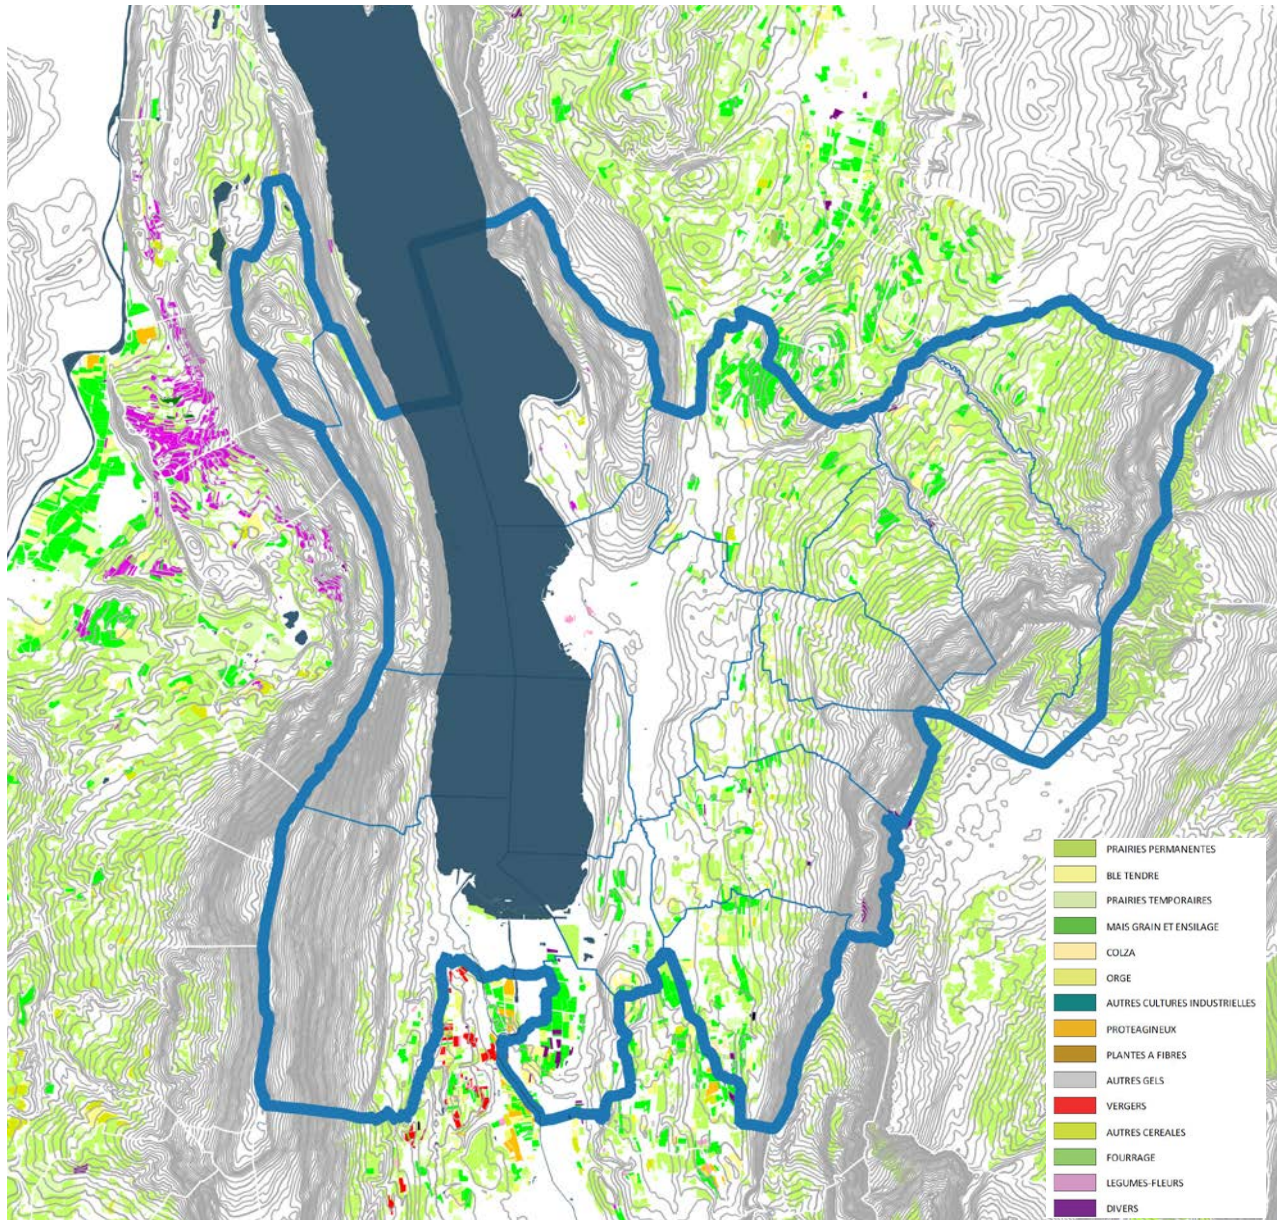 PRAIRIES PERMANENTES
BLE TENDRE
PRAIRIES TEMPORAIRES
MAIS GRAIN ET ENSILAGE
COLZA
ORGE
AUTRES CULTURES INDUSTRIELLES
PROTEAGINEUX
PLANTES A FIBRES
AUTRES GELS
VERGERS
AUTRES CEREALES
FOURRAGE
LEGUMES-FLEURS
DIVERS